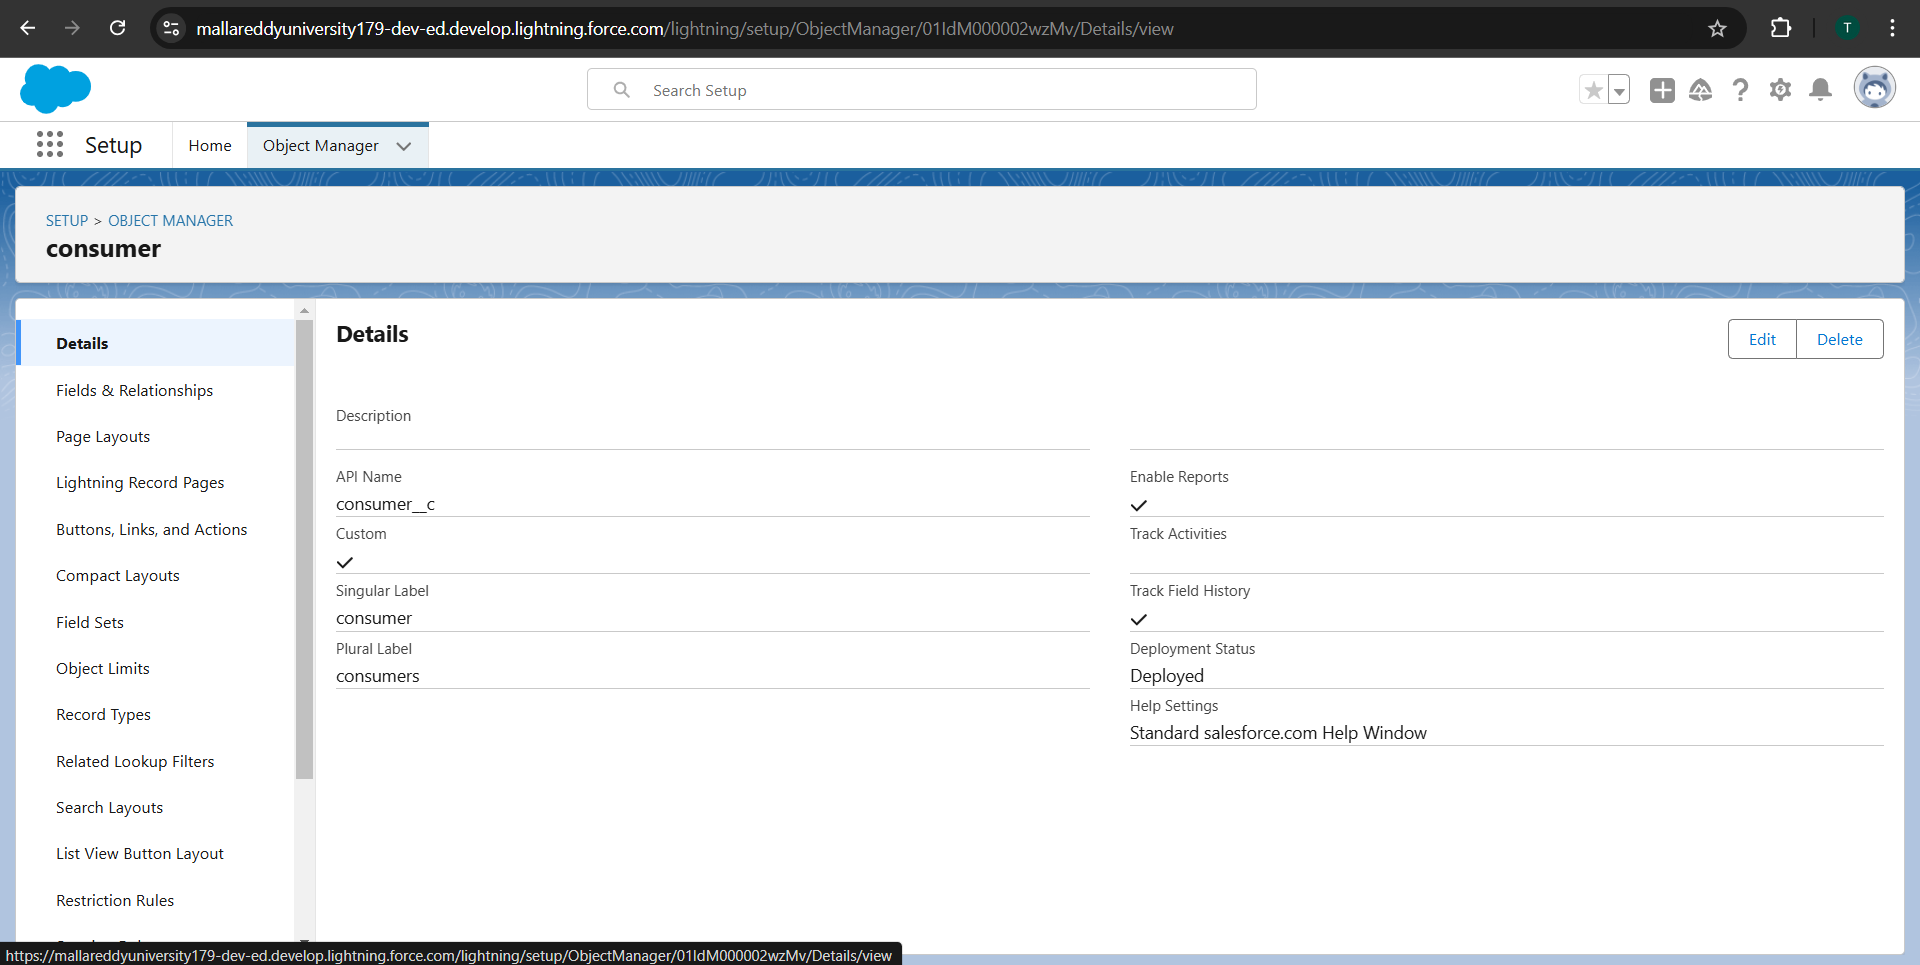 mallareddyuniversity179-dev-ed.develop.lightning.force.com/lightning/setup/ObjectManager/01IdM000002wzMv/Details/view
T
Search Setup
Setup
Home
Object Manager
SETUP > OBJECT MANAGER
consumer
Details
Fields & Relationships
Page Layouts
Lightning Record Pages
Buttons, Links, and Actions
Compact Layouts
Field Sets
Object Limits
Record Types
Related Lookup Filters
Search Layouts
List View Button Layout
Restriction Rules
Details
Edit
Delete
Description
API Name
consumer__c
Custom
Singular Label
consumer
Plural Label
consumers
Enable Reports
Track Activities
Track Field History
Deployment Status
Deployed
Help Settings
Standard salesforce.com Help Window
https://mallareddyuniversity179-dev-ed.develop.lightning.force.com/lightning/setup/ObjectManager/01IdM000002wzMv/Details/view